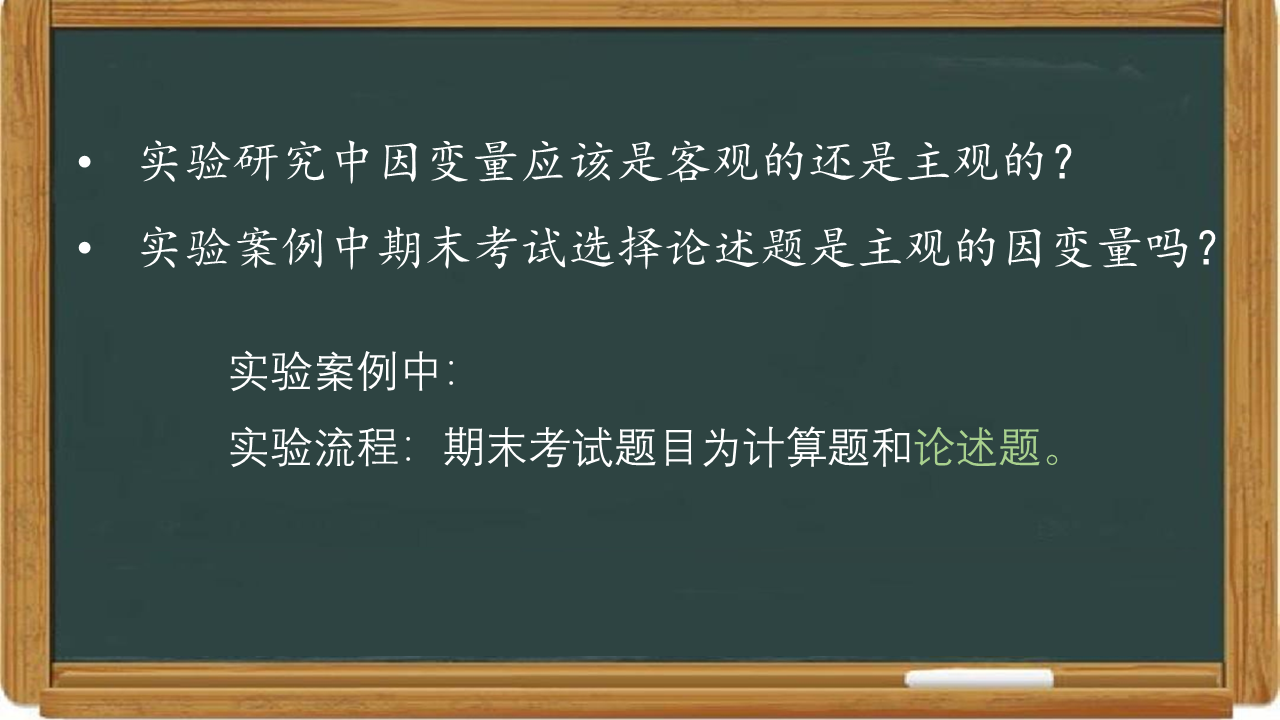 • 实验研究中因变量应该是客观的还是主观的？
• 实验案例中期末考试选择论述题是主观的因变量吗？
实验案例中：
实验流程：期末考试题目为计算题和论述题。